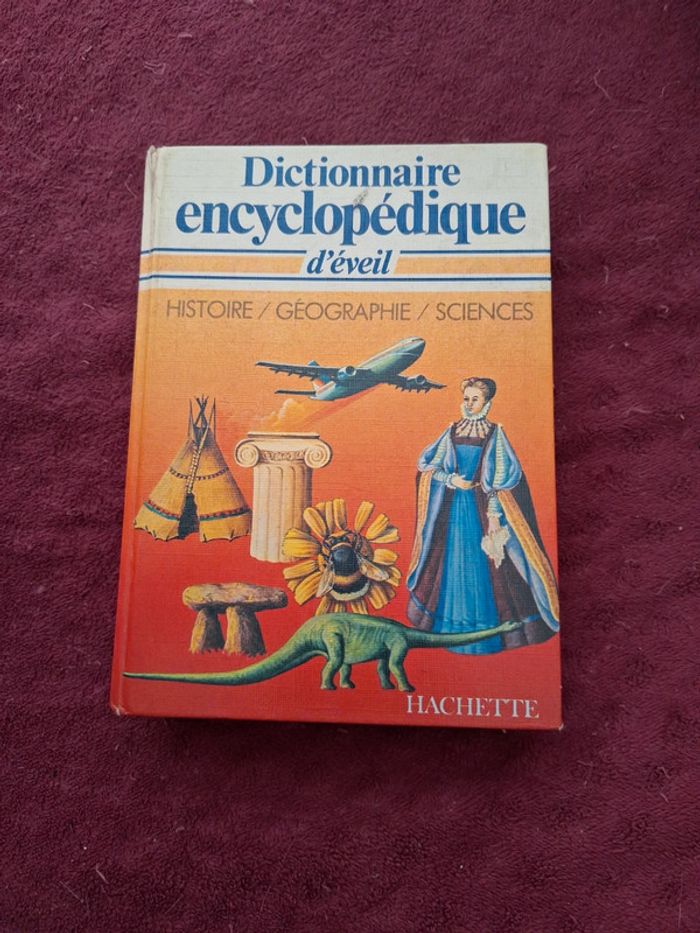 Dictionnaire
encyclopédique
d'éveil
HISTOIRE / GÉOGRAPHIE / SCIENCES
HACHETTE